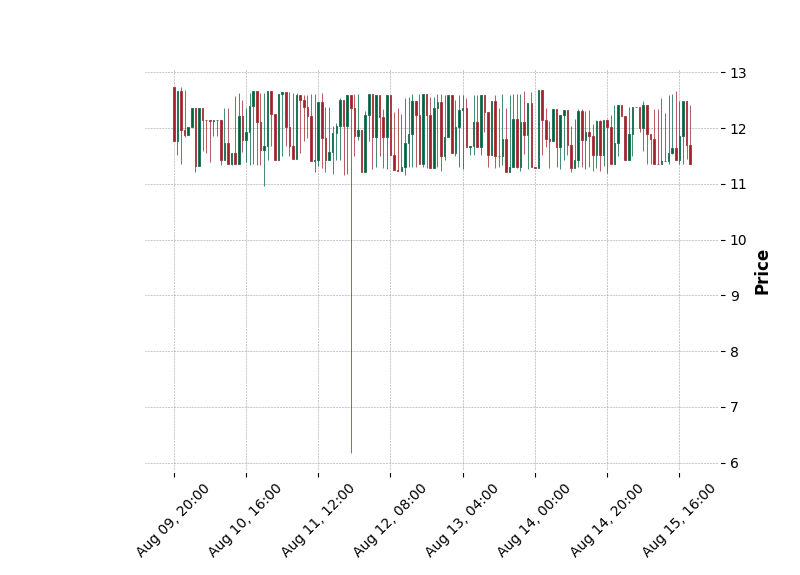 13
12
11
10
9
8
7
6
Price
Aug 09, 20:00
Aug 10, 16:00
Aug 11, 12:00
Aug 12, 08:00
Aug 13, 04:00
Aug 14, 00:00
Aug 14, 20:00
Aug 15, 16:00